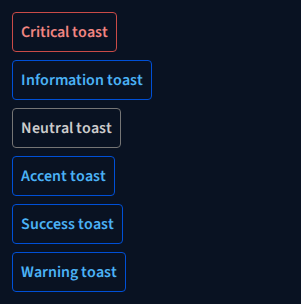 Critical toast
Information toast
Neutral toast
Accent toast
Success toast
Warning toast